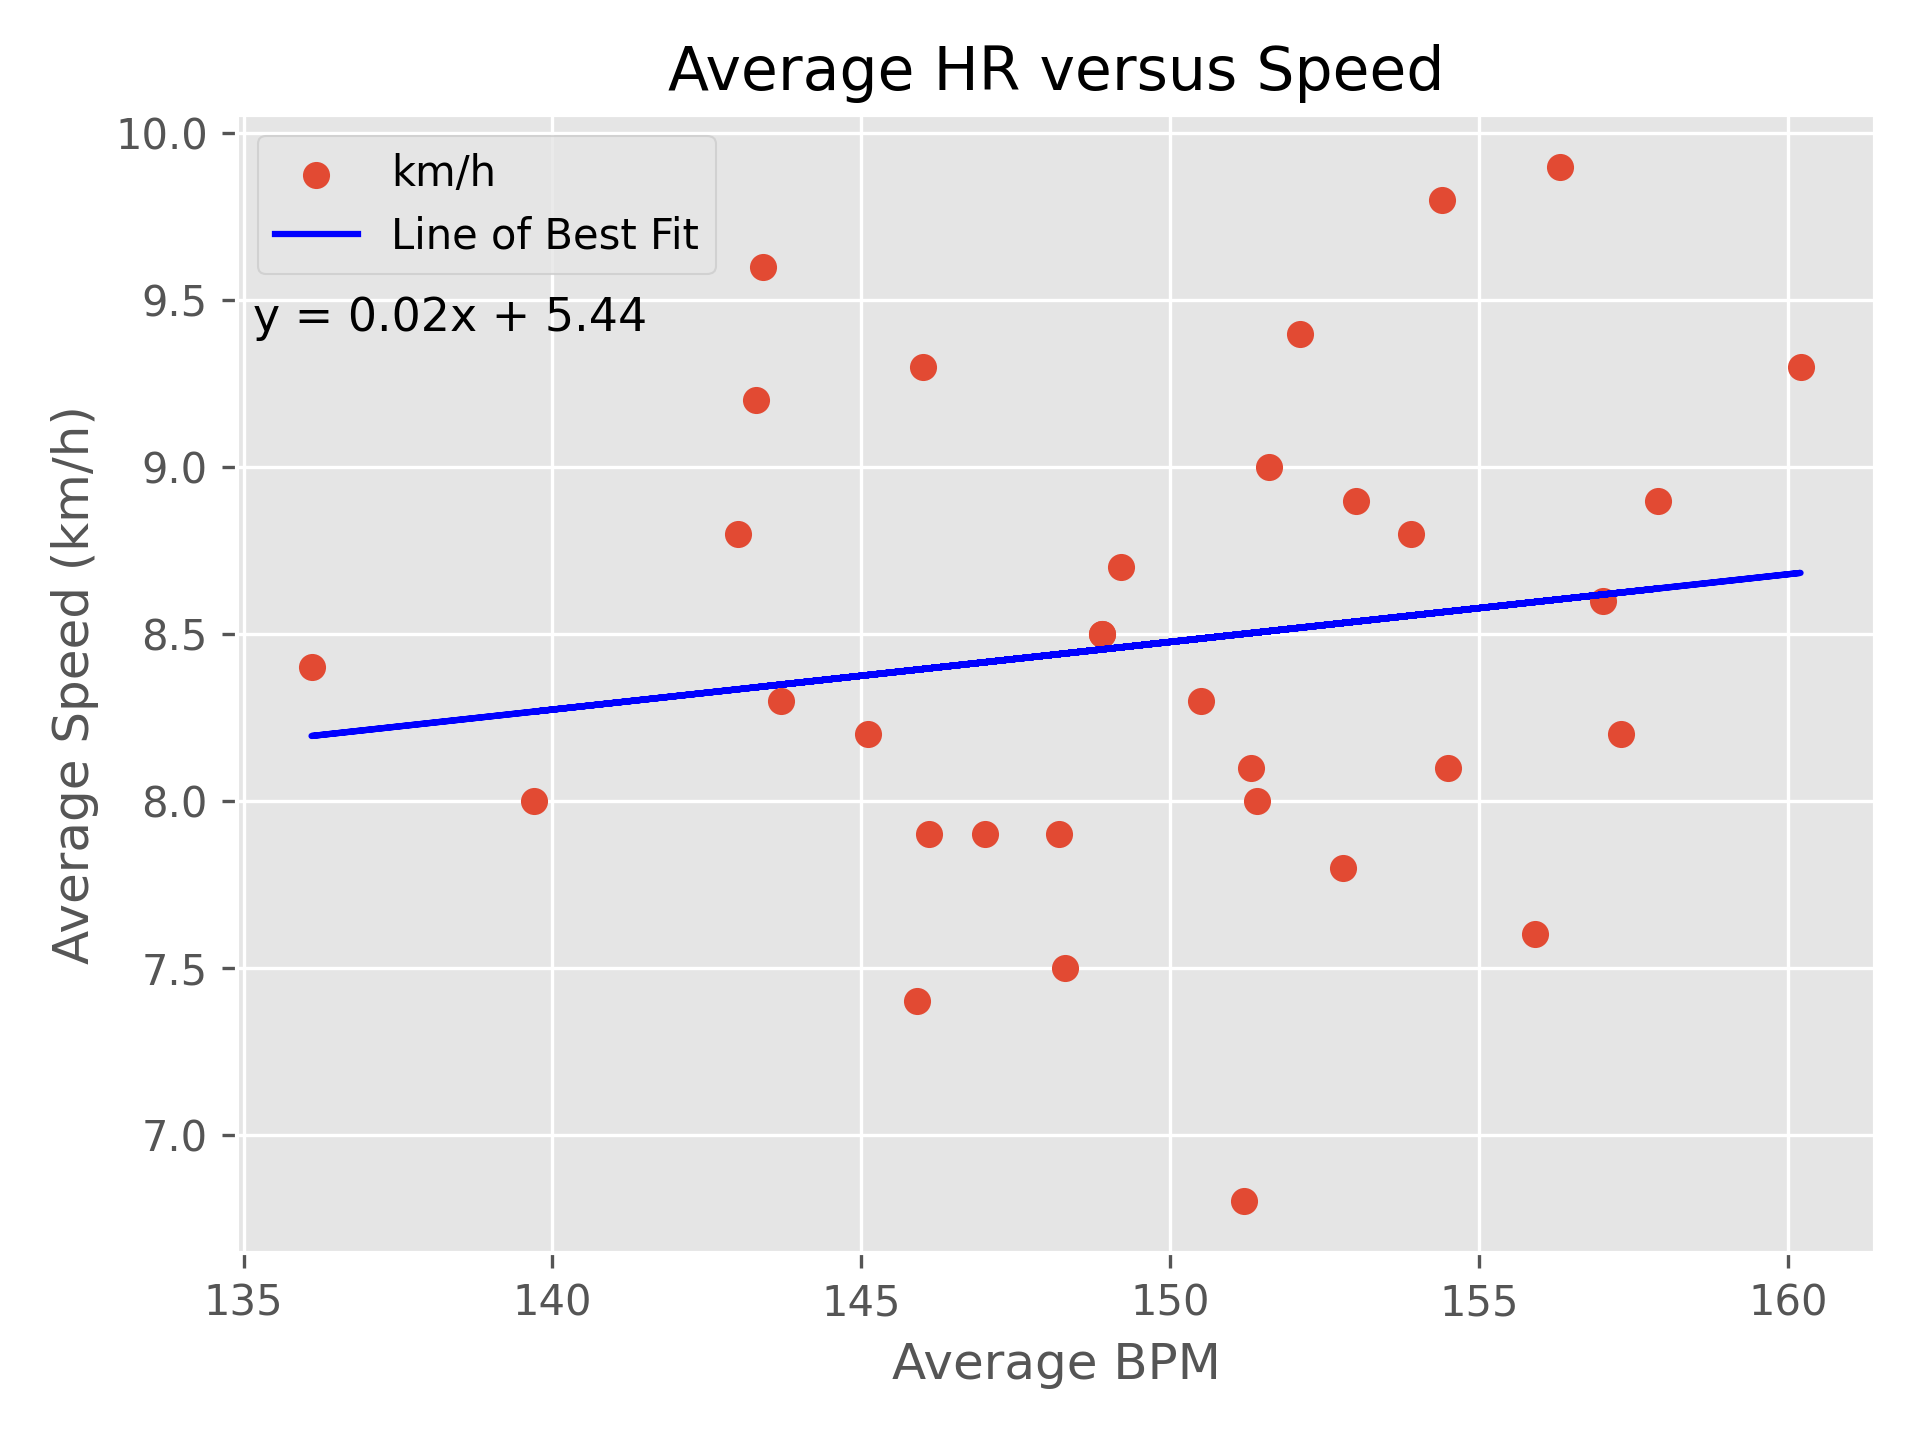 Average HR versus Speed
km/h
Line of Best Fit
y = 0.02x + 5.44
Average Speed (km/h)
10.0
9.5
9.0
8.5
8.0
7.5
7.0
135 140 145 150 155 160
Average BPM